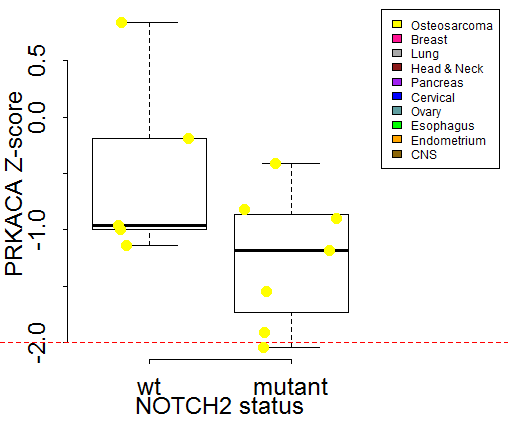 Osteosarcoma
Breast
Lung
Head & Neck
Pancreas
Cervical
Ovary
Esophagus
Endometrium
CNS
PRKACA Z-score
0.5
0.0
-1.0
-2.0
wt mutant
NOTCH2 status